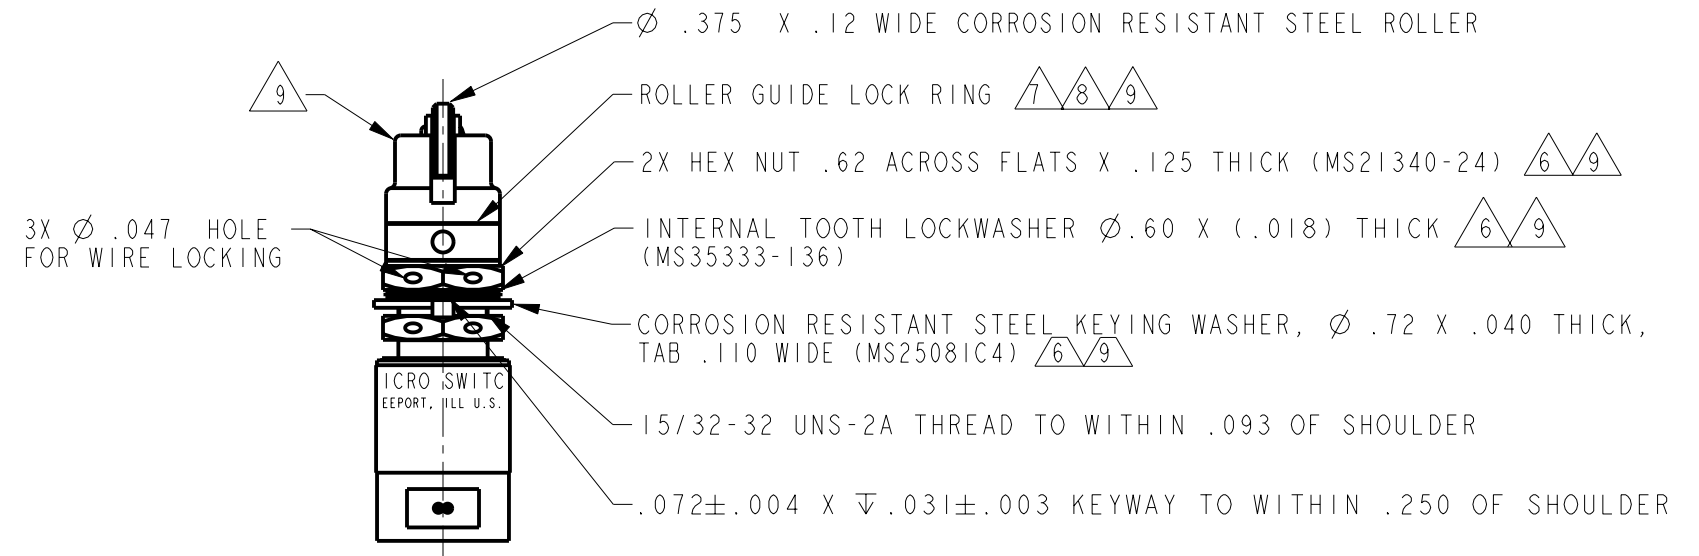 Ø .375 X .12 WIDE CORROSION RESISTANT STEEL ROLLER
9
ROLLER GUIDE LOCK RING 7 8 9
2X HEX NUT .62 ACROSS FLATS X .125 THICK (MS21340-24) 6 9
3X Ø .047 HOLE
FOR WIRE LOCKING
INTERNAL TOOTH LOCKWASHER Ø.60 X (.018) THICK 6 9
(MS35333-136)
CORROSION RESISTANT STEEL KEYING WASHER, Ø .72 X .040 THICK,
TAB .110 WIDE (MS25081C4) 6 9
ICRO SWITC
EEPORT, ILL U.S.
15/32-32 UNS-2A THREAD TO WITHIN .093 OF SHOULDER
.072±.004 X ↧.031±.003 KEYWAY TO WITHIN .250 OF SHOULDER